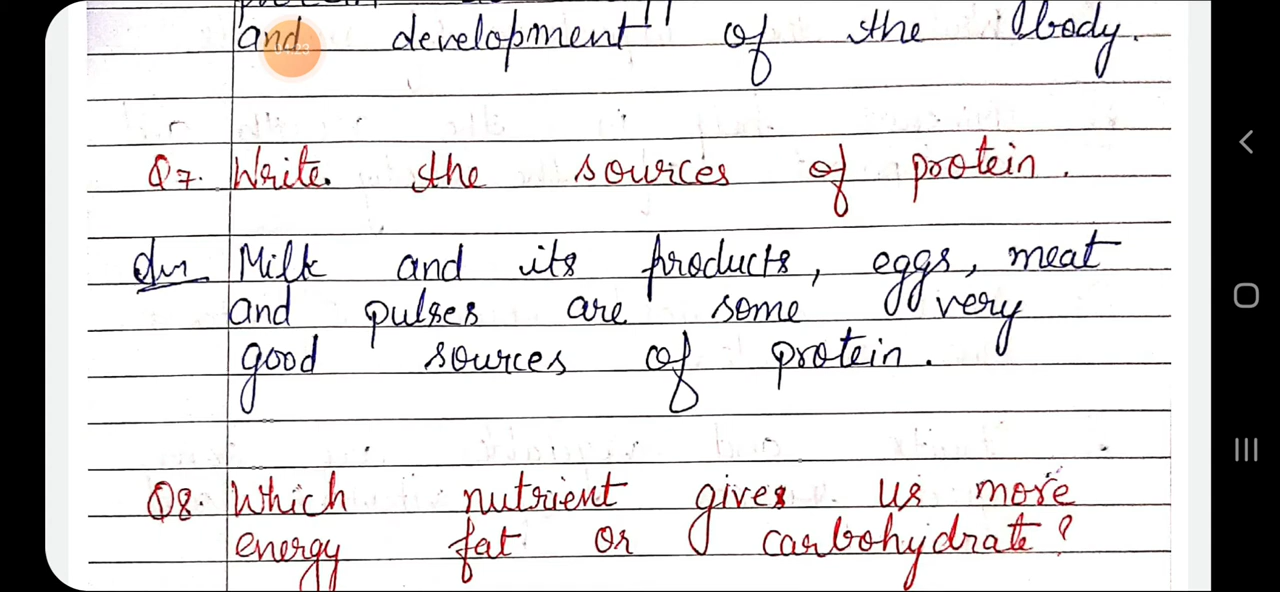 and development of the body.
Q7. Write the sources of protein.
Ans Milk and its products, eggs, meat
and pulses are some very
good sources of protein.
Q8. Which nutrient gives us more
energy fat or carbohydrate?